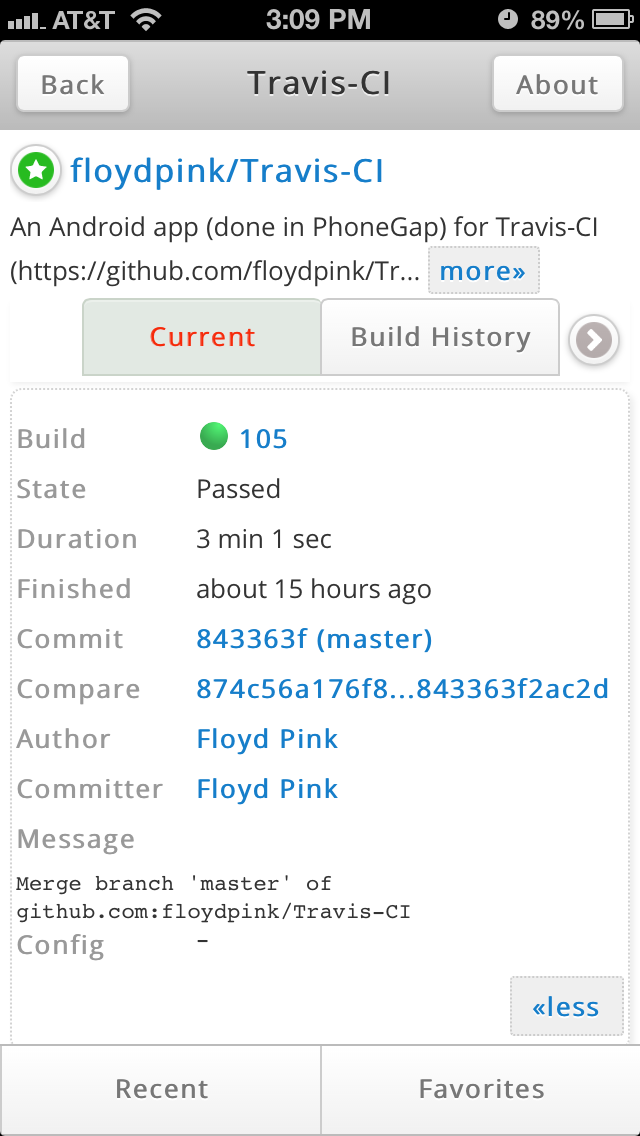 AT&T 3:09 PM 89%
Back Travis-CI About
floydpink/Travis-CI
An Android app (done in PhoneGap) for Travis-CI
(https://github.com/floydpink/Tr... more»
Current Build History
Build 105
State Passed
Duration 3 min 1 sec
Finished about 15 hours ago
Commit 843363f (master)
Compare 874c56a176f8...843363f2ac2d
Author Floyd Pink
Committer Floyd Pink
Message
Merge branch 'master' of
github.com:floydpink/Travis-CI
Config -
«less
Recent Favorites